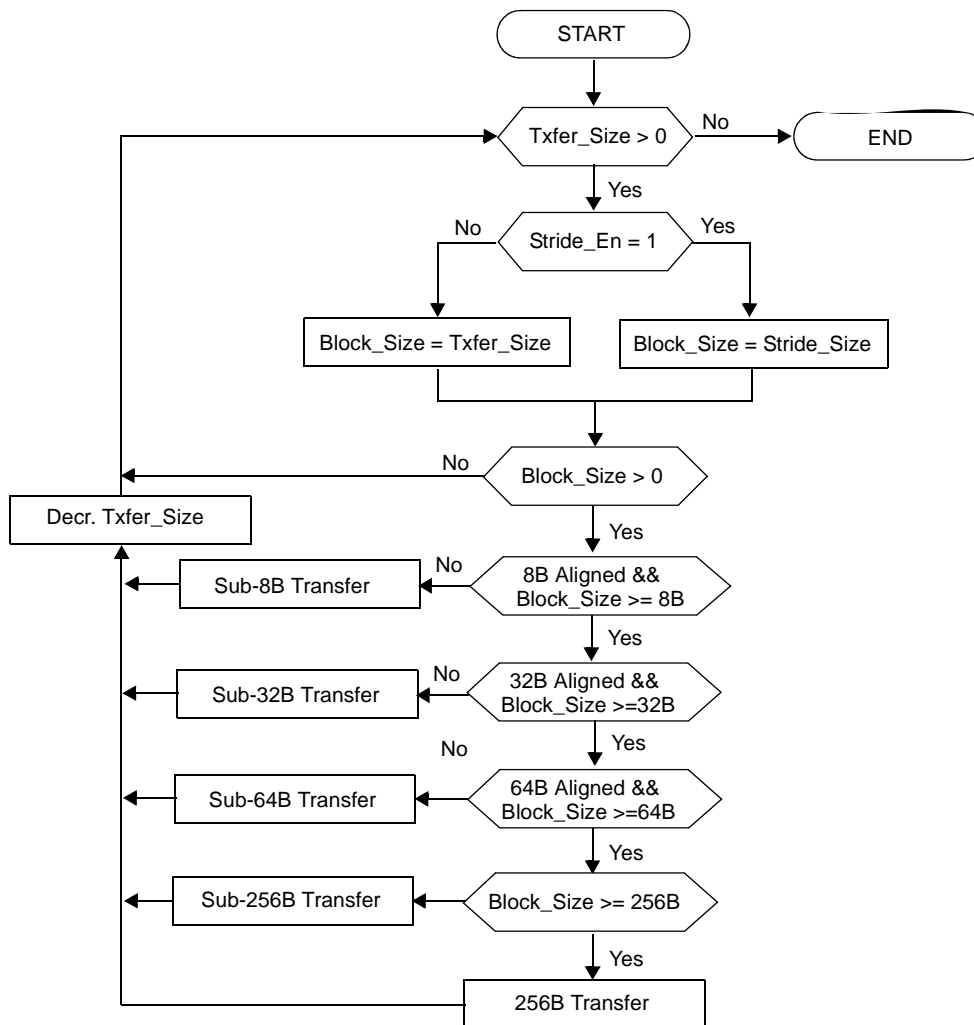 START
Txfer_Size > 0
No
END
Yes
No
Stride_En = 1
Yes
Block_Size = Txfer_Size
Block_Size = Stride_Size
No
Block_Size > 0
Decr. Txfer_Size
Yes
Sub-8B Transfer
No
8B Aligned &&
Block_Size >= 8B
Yes
Sub-32B Transfer
No
32B Aligned &&
Block_Size >=32B
No
Yes
Sub-64B Transfer
64B Aligned &&
Block_Size >=64B
Yes
Sub-256B Transfer
Block_Size >= 256B
Yes
256B Transfer